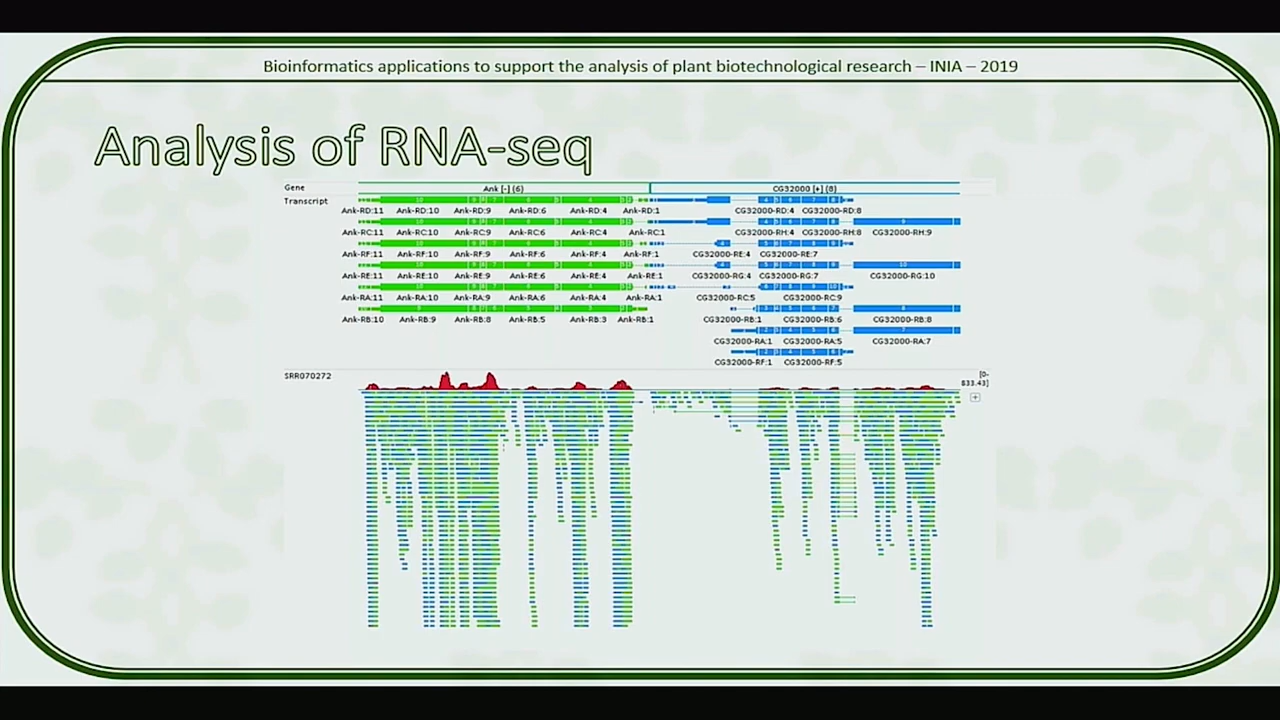 Bioinformatics applications to support the analysis of plant biotechnological research – INIA – 2019
Analysis of RNA-seq
Gene Ank [-] (6) CG32000 [+] (8)
Transcript
Ank-RD:11 Ank-RD:10 Ank-RD:9 Ank-RD:6 Ank-RD:4 Ank-RD:1 CG32000-RD:4 CG32000-RD:8
Ank-RC:11 Ank-RC:10 Ank-RC:9 Ank-RC:6 Ank-RC:4 Ank-RC:1 CG32000-RH:4 CG32000-RH:8 CG32000-RH:9
Ank-RF:11 Ank-RF:10 Ank-RF:9 Ank-RF:6 Ank-RF:4 Ank-RF:1 CG32000-RE:4 CG32000-RE:7
Ank-RE:11 Ank-RE:10 Ank-RE:9 Ank-RE:6 Ank-RE:4 Ank-RE:1 CG32000-RG:4 CG32000-RG:7 CG32000-RG:10
Ank-RA:11 Ank-RA:10 Ank-RA:9 Ank-RA:6 Ank-RA:4 Ank-RA:1 CG32000-RC:5 CG32000-RC:9
Ank-RB:10 Ank-RB:9 Ank-RB:8 Ank-RB:5 Ank-RB:3 Ank-RB:1 CG32000-RB:1 CG32000-RB:6 CG32000-RB:8
CG32000-RA:1 CG32000-RA:5 CG32000-RA:7
CG32000-RF:1 CG32000-RF:5
SRR070272 [0-
833.43]